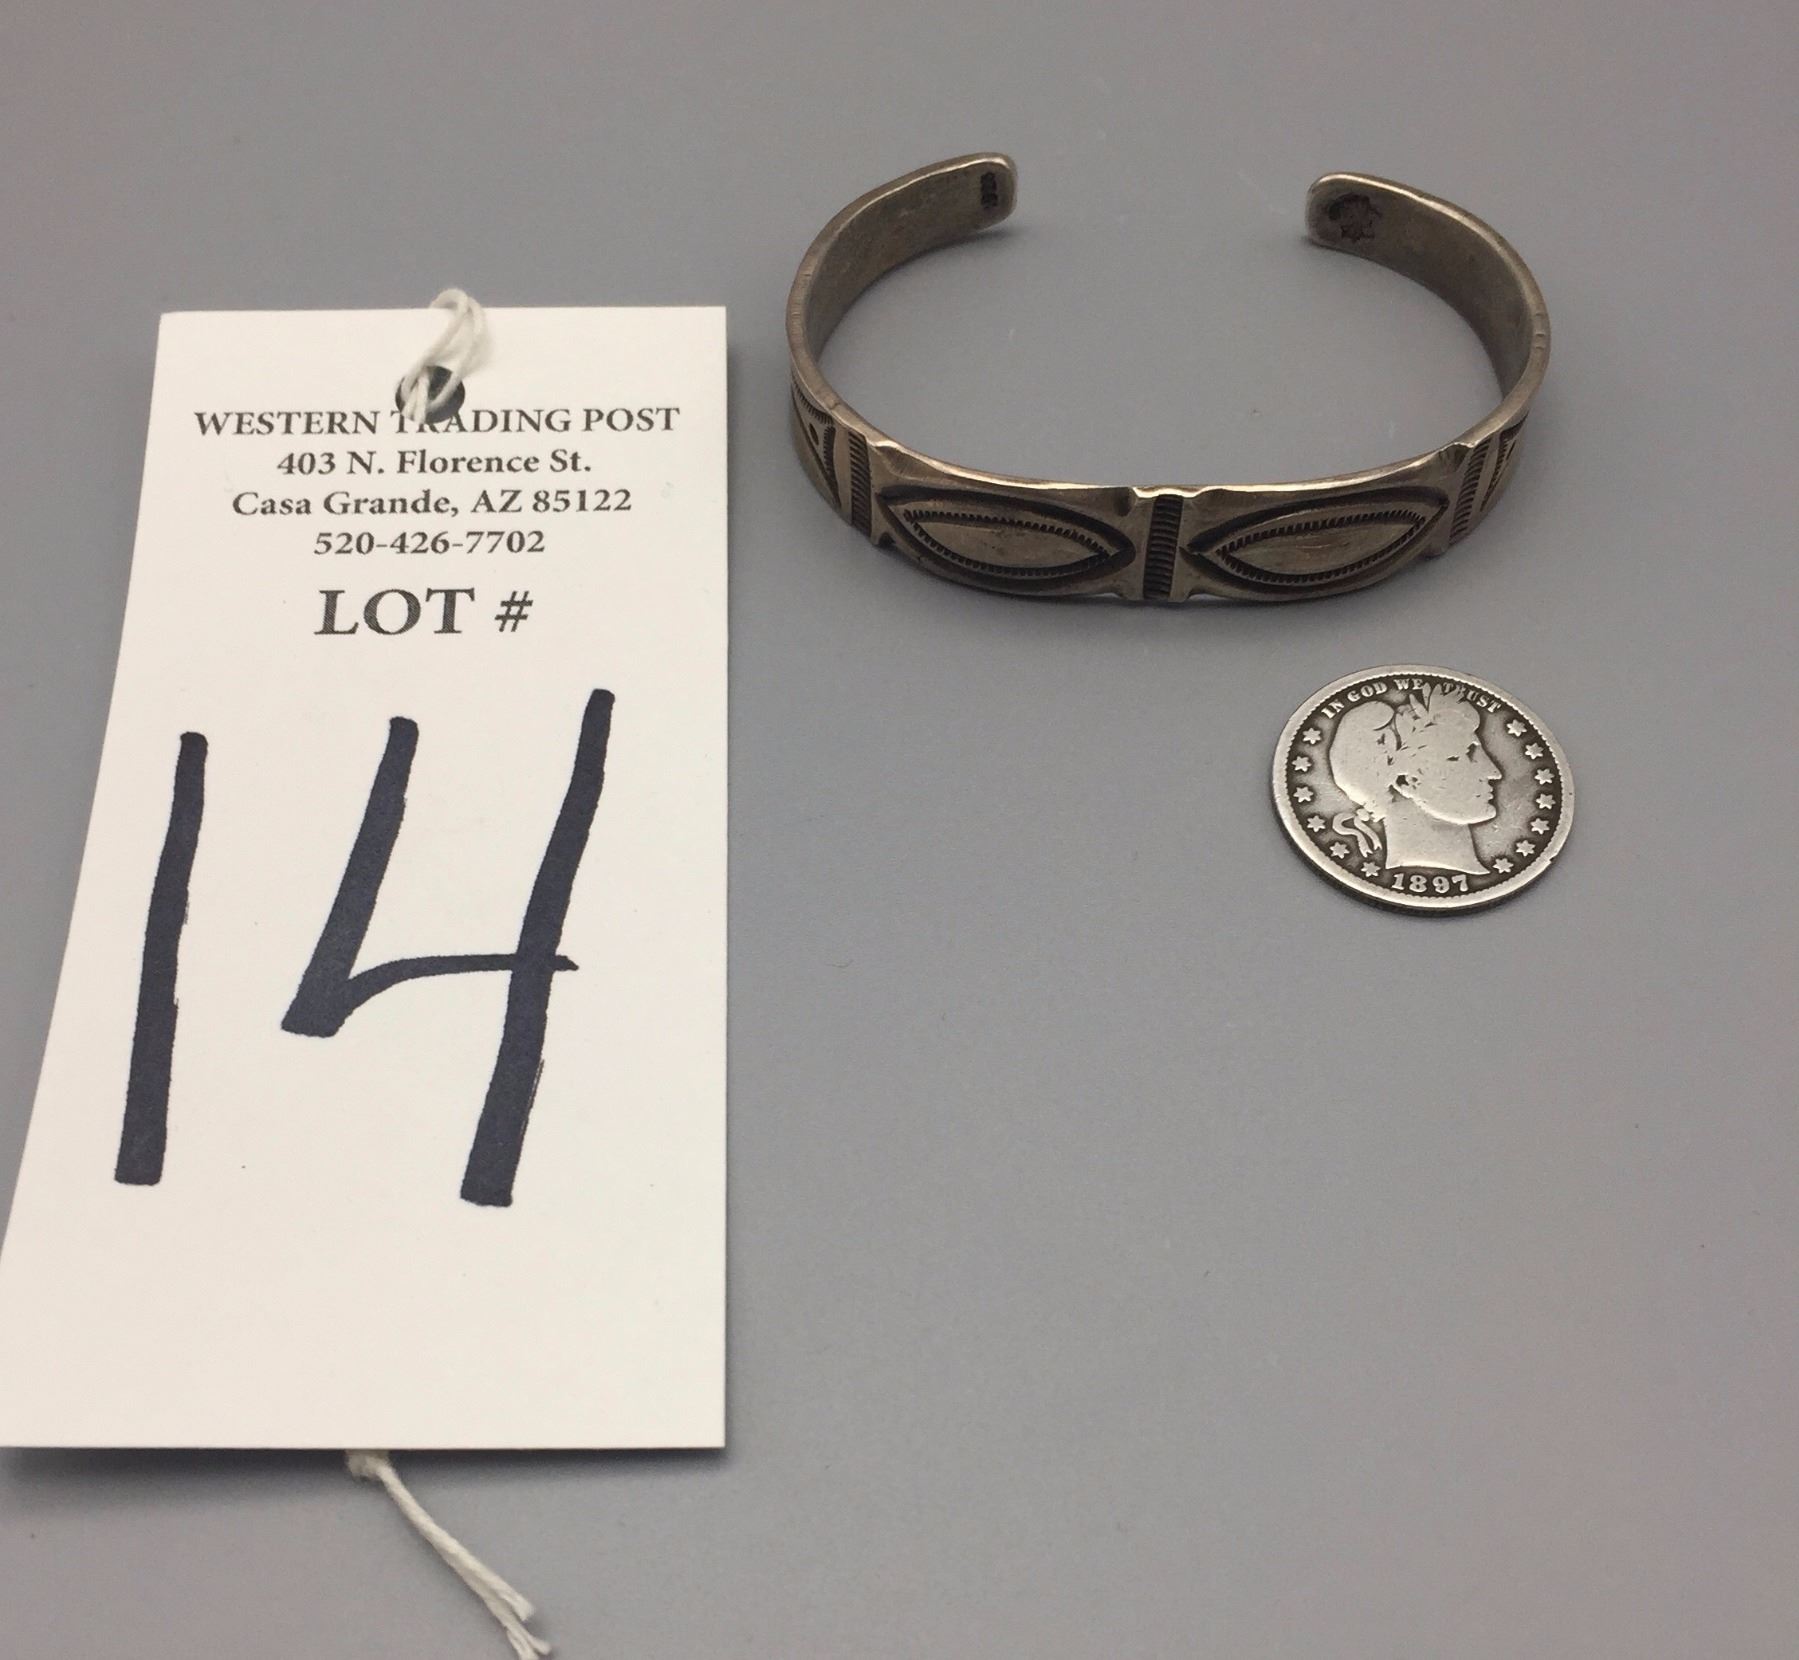 WESTERN TRADING POST
403 N. Florence St.
Casa Grande, AZ 85122
520-426-7702
LOT #
14
IN GOD WE TRUST
1897